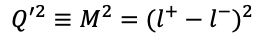 Q′² ≡ M² = (l⁺ − l⁻)²